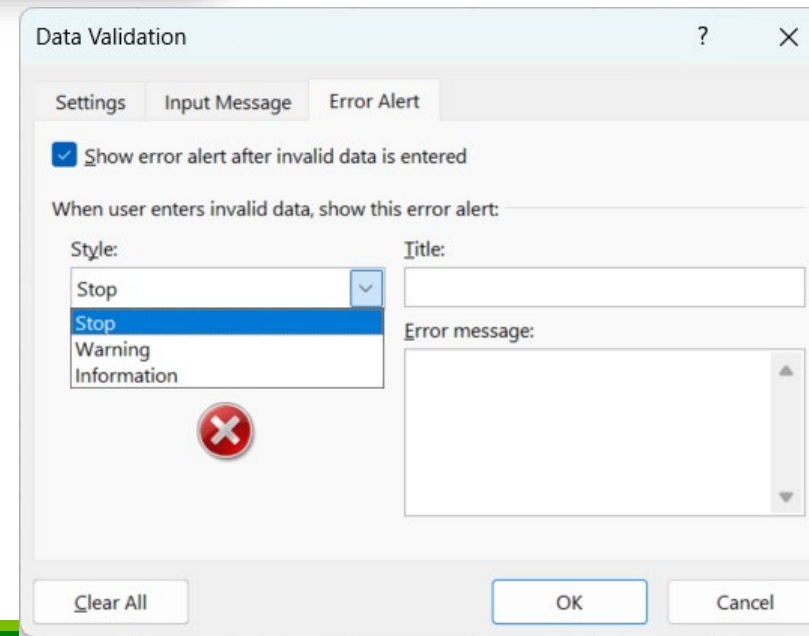 Data Validation ?
Settings Input Message Error Alert
Show error alert after invalid data is entered
When user enters invalid data, show this error alert:
Style: Title:
Stop
Stop
Warning
Information
Error message:
Clear All OK Cancel